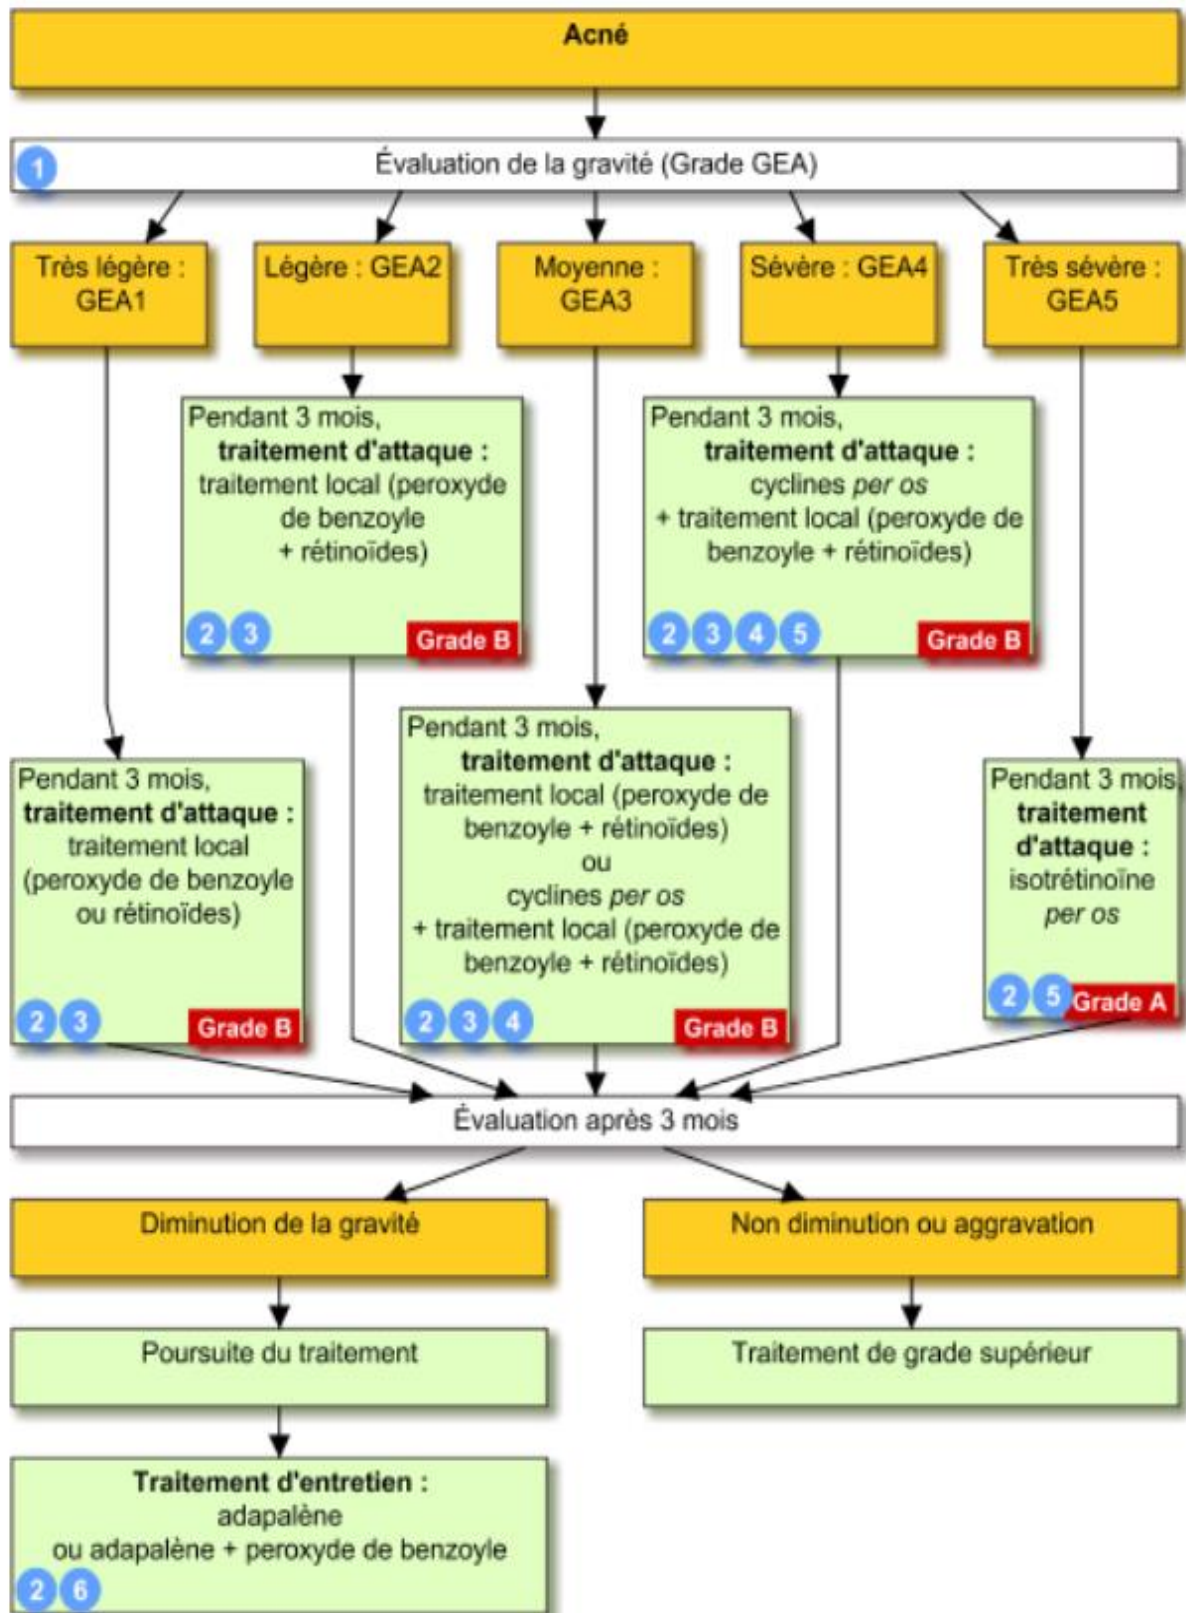 Acné
1
Évaluation de la gravité (Grade GEA)
Très légère :
GEA1
Légère : GEA2
Moyenne :
GEA3
Sévère : GEA4
Très sévère :
GEA5
Pendant 3 mois,
traitement d'attaque :
traitement local (peroxyde
de benzoyle
+ rétinoïdes)
2 3
Grade B
Pendant 3 mois,
traitement d'attaque :
cyclines per os
+ traitement local (peroxyde de
benzoyle + rétinoïdes)
2 3 4 5
Grade B
Pendant 3 mois,
traitement d'attaque :
traitement local
(peroxyde de benzoyle
ou rétinoïdes)
2 3
Grade B
Pendant 3 mois,
traitement d'attaque :
traitement local (peroxyde de
benzoyle + rétinoïdes)
ou
cyclines per os
+ traitement local (peroxyde de
benzoyle + rétinoïdes)
2 3 4
Grade B
Pendant 3 mois,
traitement
d'attaque :
isotrétinoïne
per os
2 5
Grade A
Évaluation après 3 mois
Diminution de la gravité
Non diminution ou aggravation
Poursuite du traitement
Traitement de grade supérieur
Traitement d'entretien :
adapalène
ou adapalène + peroxyde de benzoyle
2 6